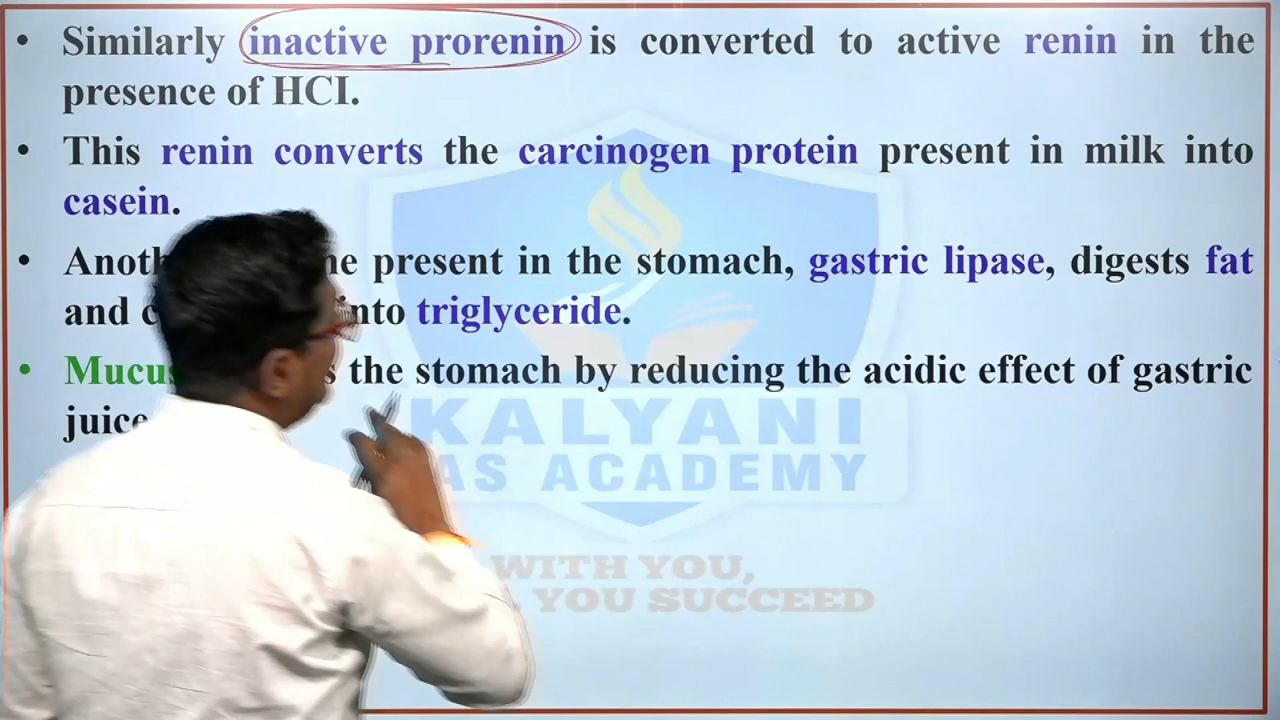 • Similarly inactive prorenin is converted to active renin in the
presence of HCI.
• This renin converts the carcinogen protein present in milk into
casein.
• present in the stomach, gastric lipase, digests fat
and into triglyceride.
• Mucus the stomach by reducing the acidic effect of gastric
juice
KALYANI
AS ACADEMY
WITH YOU,
YOU SUCCEED